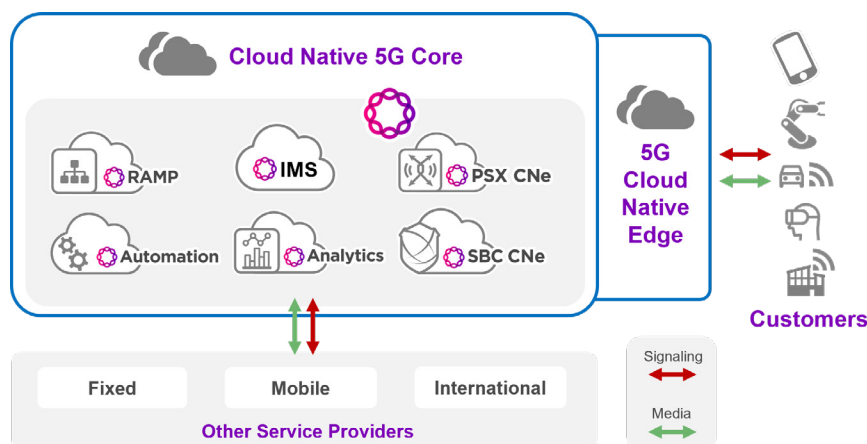 Cloud Native 5G Core
RAMP
IMS
PSX CNe
Automation
Analytics
SBC CNe
5G
Cloud
Native
Edge
Customers
Fixed
Mobile
International
Other Service Providers
Signaling
Media